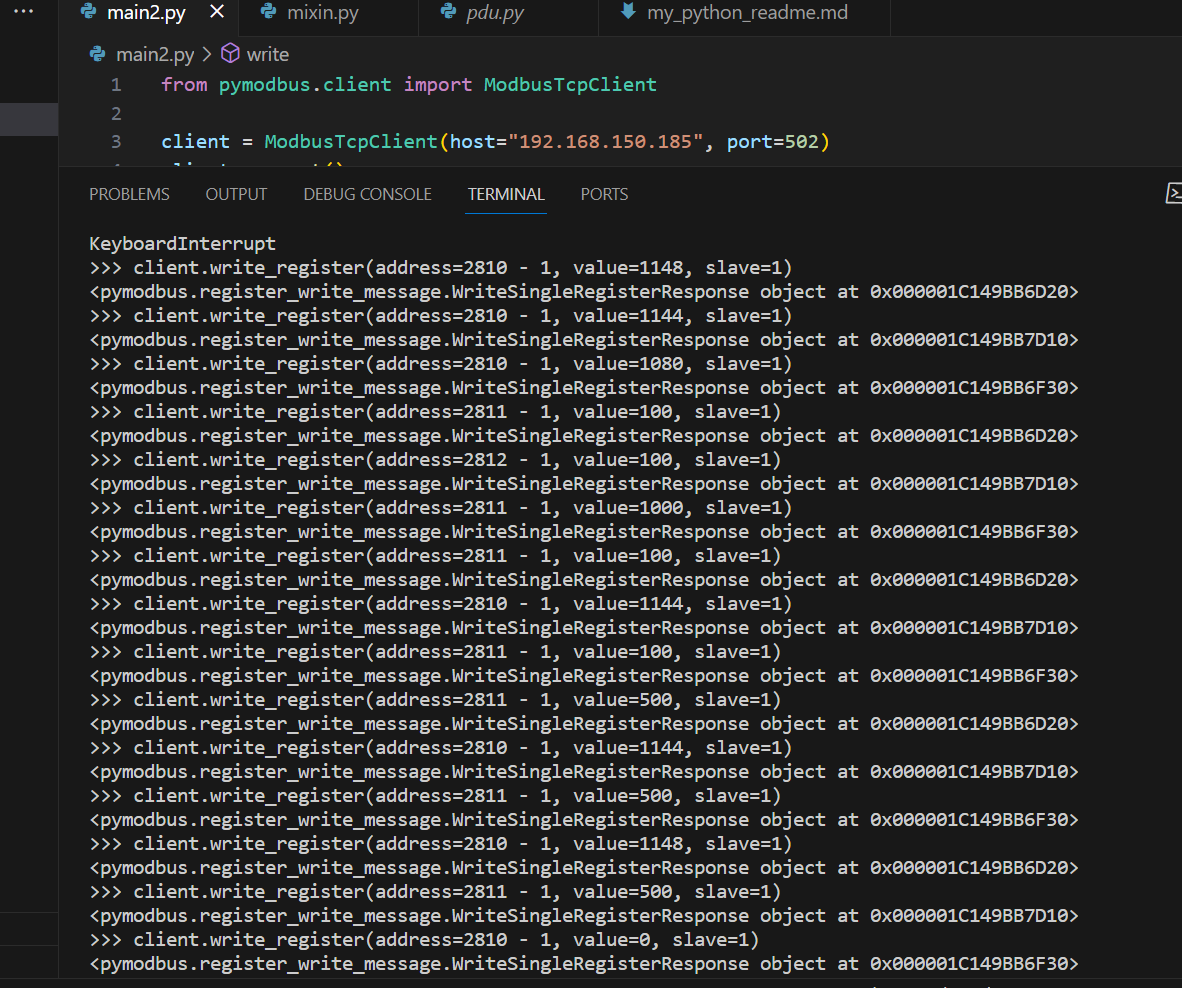 main2.py
mixin.py
pdu.py
my_python_readme.md
main2.py > write
1 from pymodbus.client import ModbusTcpClient
2
3 client = ModbusTcpClient(host="192.168.150.185", port=502)
PROBLEMS OUTPUT DEBUG CONSOLE TERMINAL PORTS
KeyboardInterrupt
>>> client.write_register(address=2810 - 1, value=1148, slave=1)
<pymodbus.register_write_message.WriteSingleRegisterResponse object at 0x000001C149BB6D20>
>>> client.write_register(address=2810 - 1, value=1144, slave=1)
<pymodbus.register_write_message.WriteSingleRegisterResponse object at 0x000001C149BB7D10>
>>> client.write_register(address=2810 - 1, value=1080, slave=1)
<pymodbus.register_write_message.WriteSingleRegisterResponse object at 0x000001C149BB6F30>
>>> client.write_register(address=2811 - 1, value=100, slave=1)
<pymodbus.register_write_message.WriteSingleRegisterResponse object at 0x000001C149BB6D20>
>>> client.write_register(address=2812 - 1, value=100, slave=1)
<pymodbus.register_write_message.WriteSingleRegisterResponse object at 0x000001C149BB7D10>
>>> client.write_register(address=2811 - 1, value=1000, slave=1)
<pymodbus.register_write_message.WriteSingleRegisterResponse object at 0x000001C149BB6F30>
>>> client.write_register(address=2811 - 1, value=100, slave=1)
<pymodbus.register_write_message.WriteSingleRegisterResponse object at 0x000001C149BB6D20>
>>> client.write_register(address=2810 - 1, value=1144, slave=1)
<pymodbus.register_write_message.WriteSingleRegisterResponse object at 0x000001C149BB7D10>
>>> client.write_register(address=2811 - 1, value=100, slave=1)
<pymodbus.register_write_message.WriteSingleRegisterResponse object at 0x000001C149BB6F30>
>>> client.write_register(address=2811 - 1, value=500, slave=1)
<pymodbus.register_write_message.WriteSingleRegisterResponse object at 0x000001C149BB6D20>
>>> client.write_register(address=2810 - 1, value=1144, slave=1)
<pymodbus.register_write_message.WriteSingleRegisterResponse object at 0x000001C149BB7D10>
>>> client.write_register(address=2811 - 1, value=500, slave=1)
<pymodbus.register_write_message.WriteSingleRegisterResponse object at 0x000001C149BB6F30>
>>> client.write_register(address=2810 - 1, value=1148, slave=1)
<pymodbus.register_write_message.WriteSingleRegisterResponse object at 0x000001C149BB6D20>
>>> client.write_register(address=2811 - 1, value=500, slave=1)
<pymodbus.register_write_message.WriteSingleRegisterResponse object at 0x000001C149BB7D10>
>>> client.write_register(address=2810 - 1, value=0, slave=1)
<pymodbus.register_write_message.WriteSingleRegisterResponse object at 0x000001C149BB6F30>